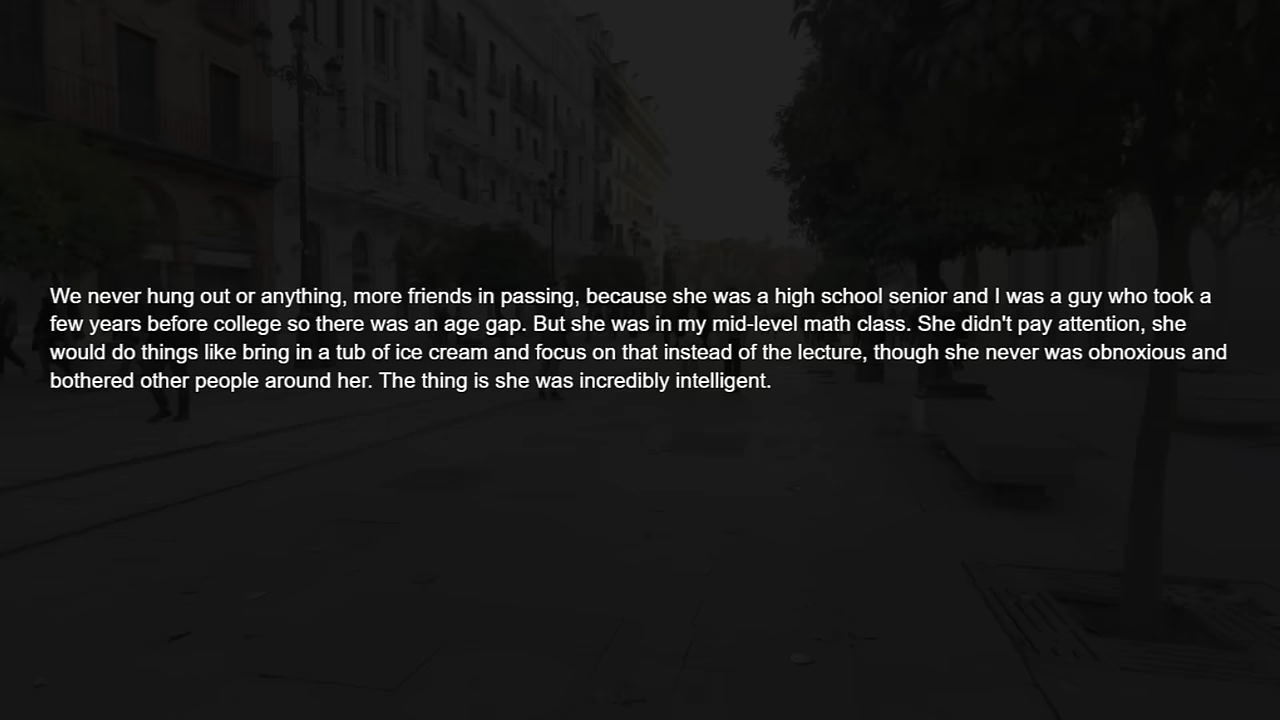 We never hung out or anything, more friends in passing, because she was a high school senior and I was a guy who took a
few years before college so there was an age gap. But she was in my mid-level math class. She didn't pay attention, she
would do things like bring in a tub of ice cream and focus on that instead of the lecture, though she never was obnoxious and
bothered other people around her. The thing is she was incredibly intelligent.